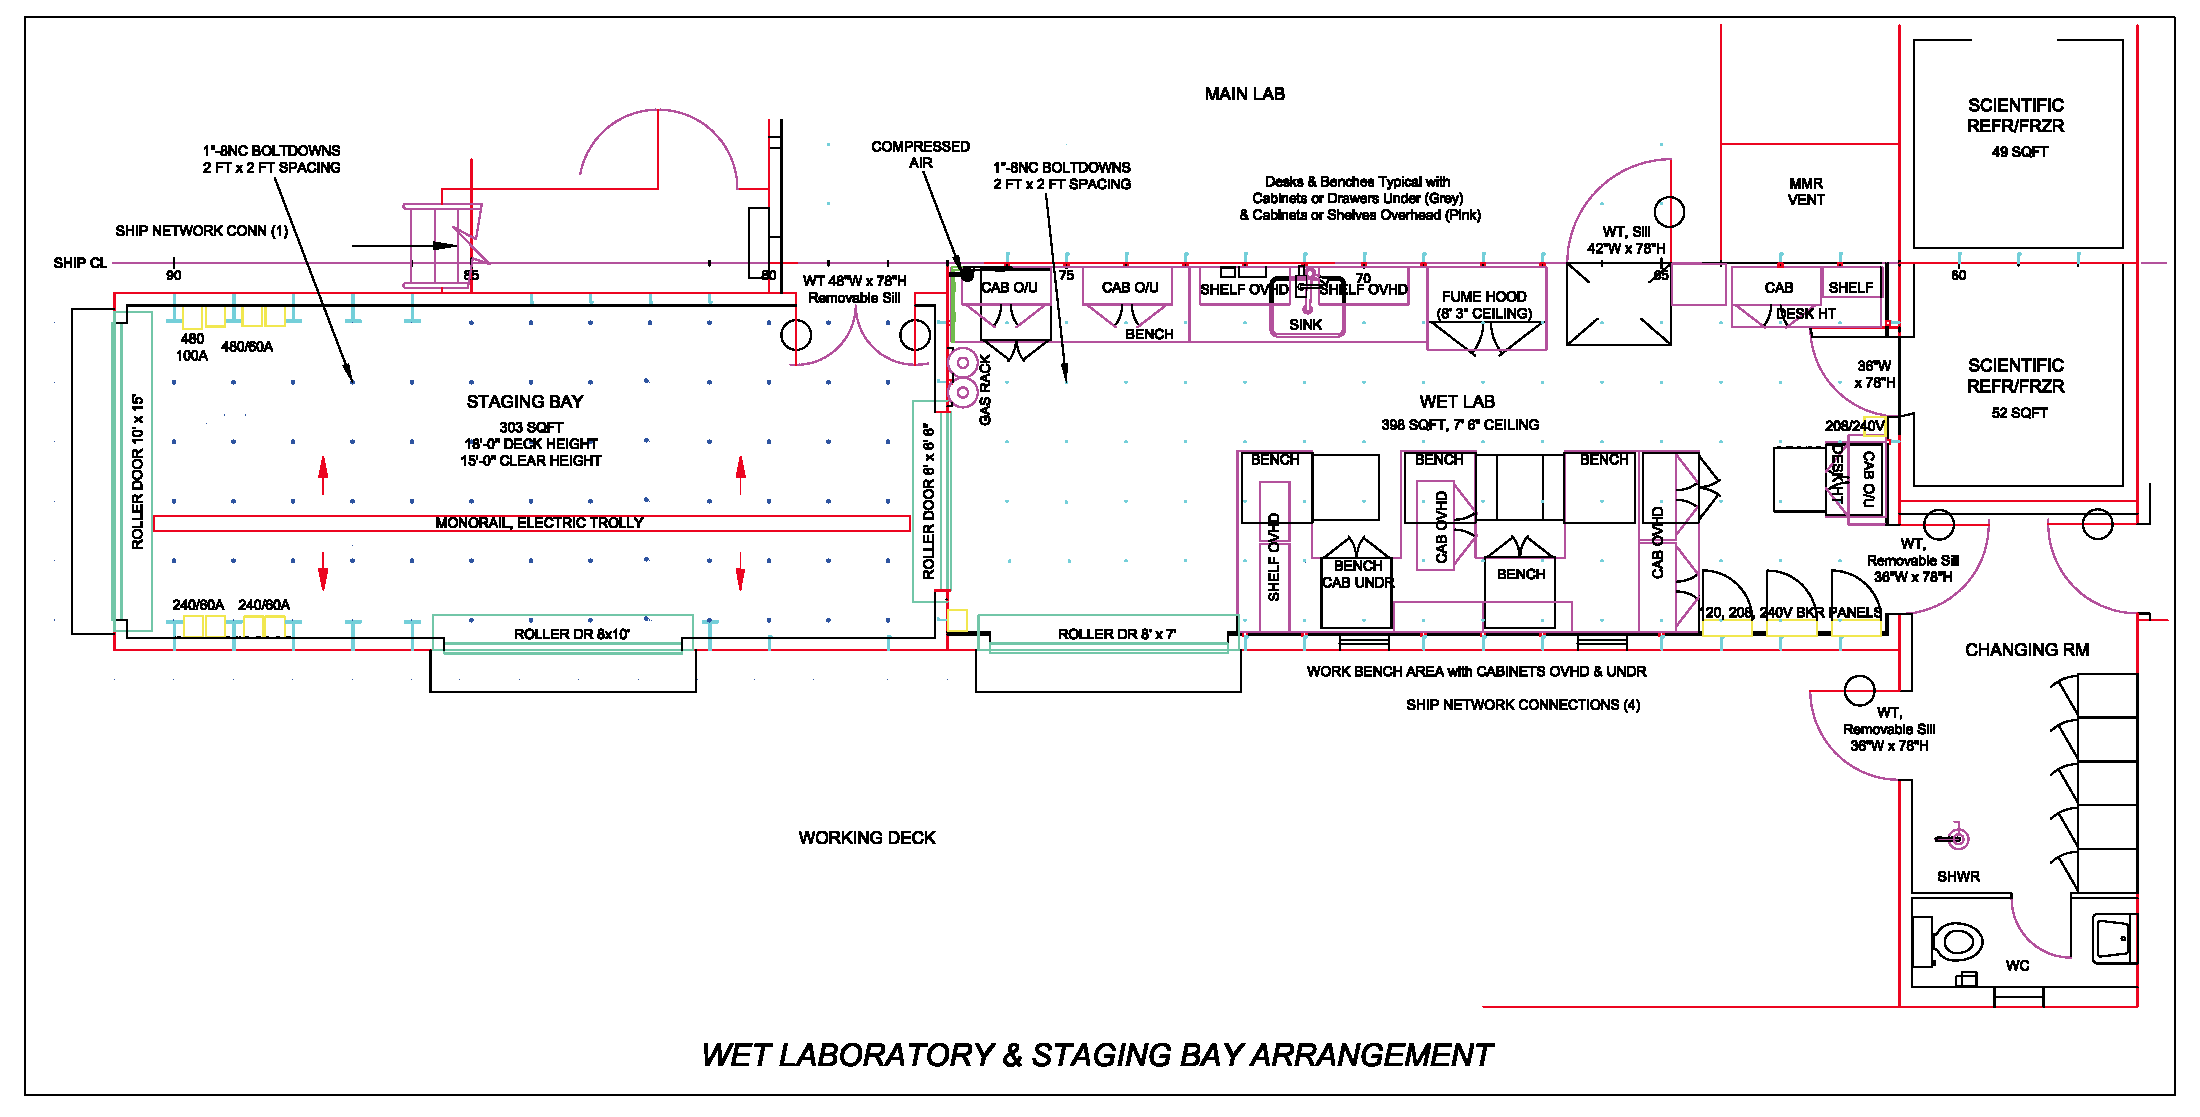 MAIN LAB
SCIENTIFIC
REFR/FRZR
49 SQFT
1"-8NC BOLTDOWNS
2 FT x 2 FT SPACING
COMPRESSED
AIR
1"-8NC BOLTDOWNS
2 FT x 2 FT SPACING
Desks & Benches Typical with
Cabinets or Drawers Under (Grey)
& Cabinets or Shelves Overhead (Pink)
MMR
VENT
SHIP NETWORK CONN (1)
WT, Sill
42"W x 78"H
SHIP CL
90
85
80
75
70
65
60
WT 48"W x 78"H
Removable Sill
CAB O/U
CAB O/U
SHELF OVHD
SHELF OVHD
FUME HOOD
(8' 3" CEILING)
CAB
SHELF
DESK HT
SINK
BENCH
480
100A
480/60A
GAS RACK
36"W
x 78"H
SCIENTIFIC
REFR/FRZR
52 SQFT
STAGING BAY
303 SQFT
18'-0" DECK HEIGHT
15'-0" CLEAR HEIGHT
WET LAB
398 SQFT, 7' 6" CEILING
208/240V
ROLLER DOOR 10' x 15'
ROLLER DOOR 6' x 6' 6"
BENCH
BENCH
BENCH
DESK HT
CAB O/U
MONORAIL, ELECTRIC TROLLY
SHELF OVHD
CAB OVHD
CAB OVHD
BENCH
CAB UNDR
BENCH
WT,
Removable Sill
36"W x 78"H
240/60A
240/60A
120, 208, 240V BKR PANELS
ROLLER DR 8x10'
ROLLER DR 8' x 7'
CHANGING RM
WORK BENCH AREA with CABINETS OVHD & UNDR
SHIP NETWORK CONNECTIONS (4)
WT,
Removable Sill
36"W x 78"H
WORKING DECK
SHWR
WC
WET LABORATORY & STAGING BAY ARRANGEMENT